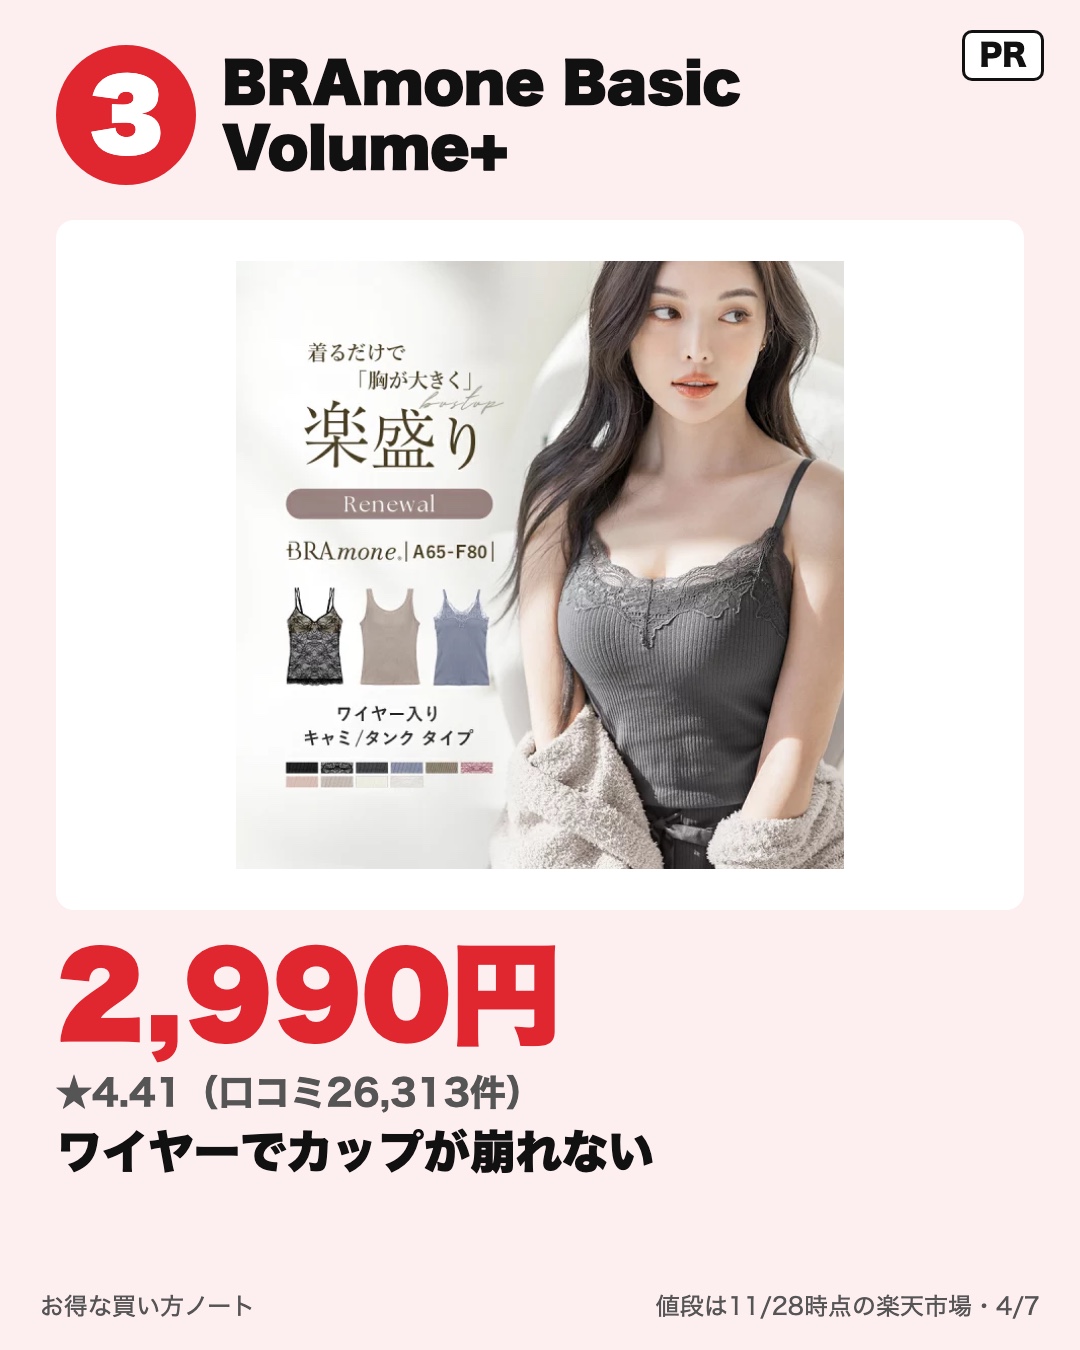 PR
3
BRAmone Basic
Volume+
着るだけで
「胸が大きく」
bustup
楽盛り
Renewal
BRAmone. | A65-F80 |
ワイヤー入り
キャミ/タンク タイプ
2,990円
★4.41（口コミ26,313件）
ワイヤーでカップが崩れない
お得な買い方ノート
値段は11/28時点の楽天市場・4/7